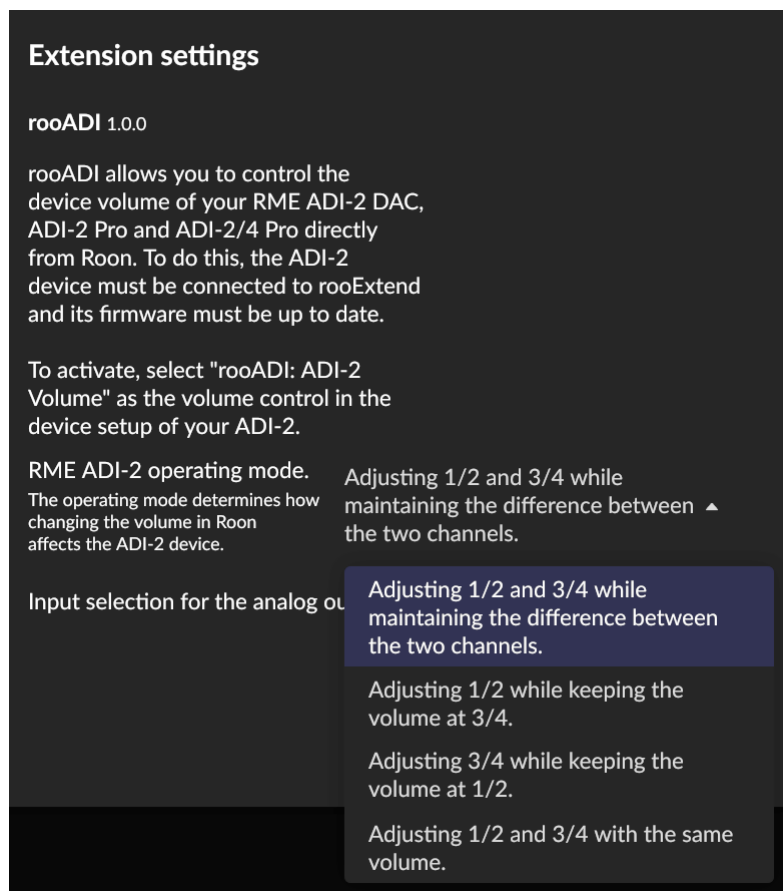 Extension settings
rooADI 1.0.0
rooADI allows you to control the
device volume of your RME ADI-2 DAC,
ADI-2 Pro and ADI-2/4 Pro directly
from Roon. To do this, the ADI-2
device must be connected to rooExtend
and its firmware must be up to date.
To activate, select "rooADI: ADI-2
Volume" as the volume control in the
device setup of your ADI-2.
RME ADI-2 operating mode.
The operating mode determines how
changing the volume in Roon
affects the ADI-2 device.
Adjusting 1/2 and 3/4 while
maintaining the difference between
the two channels.
Input selection for the analog ou
Adjusting 1/2 and 3/4 while
maintaining the difference between
the two channels.
Adjusting 1/2 while keeping the
volume at 3/4.
Adjusting 3/4 while keeping the
volume at 1/2.
Adjusting 1/2 and 3/4 with the same
volume.